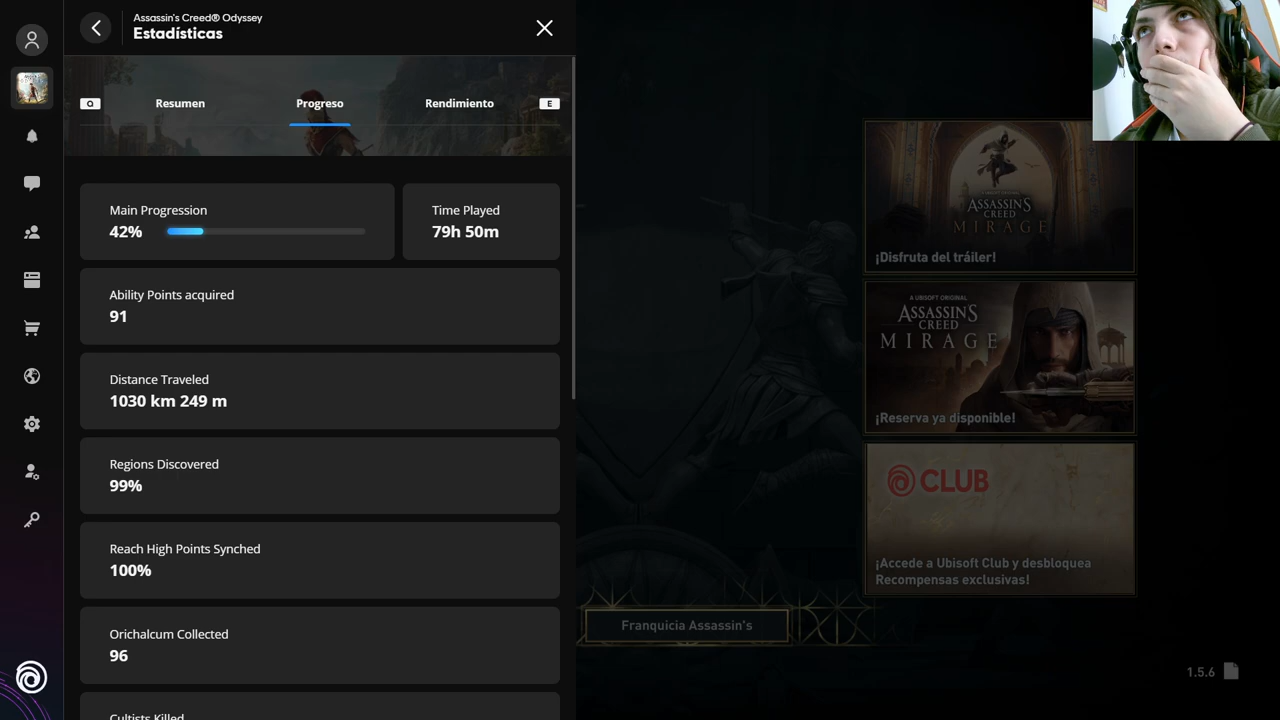 Assassin's Creed® Odyssey
Estadísticas
Q
Resumen
Progreso
Rendimiento
E
Main Progression
42%
Time Played
79h 50m
Ability Points acquired
91
Distance Traveled
1030 km 249 m
Regions Discovered
99%
Reach High Points Synched
100%
Orichalcum Collected
96
Cultists Killed
A UBISOFT ORIGINAL
ASSASSIN'S
CREED
MIRAGE
¡Disfruta del tráiler!
A UBISOFT ORIGINAL
ASSASSIN'S
CREED
MIRAGE
¡Reserva ya disponible!
CLUB
¡Accede a Ubisoft Club y desbloquea
Recompensas exclusivas!
Franquicia Assassin's
1.5.6